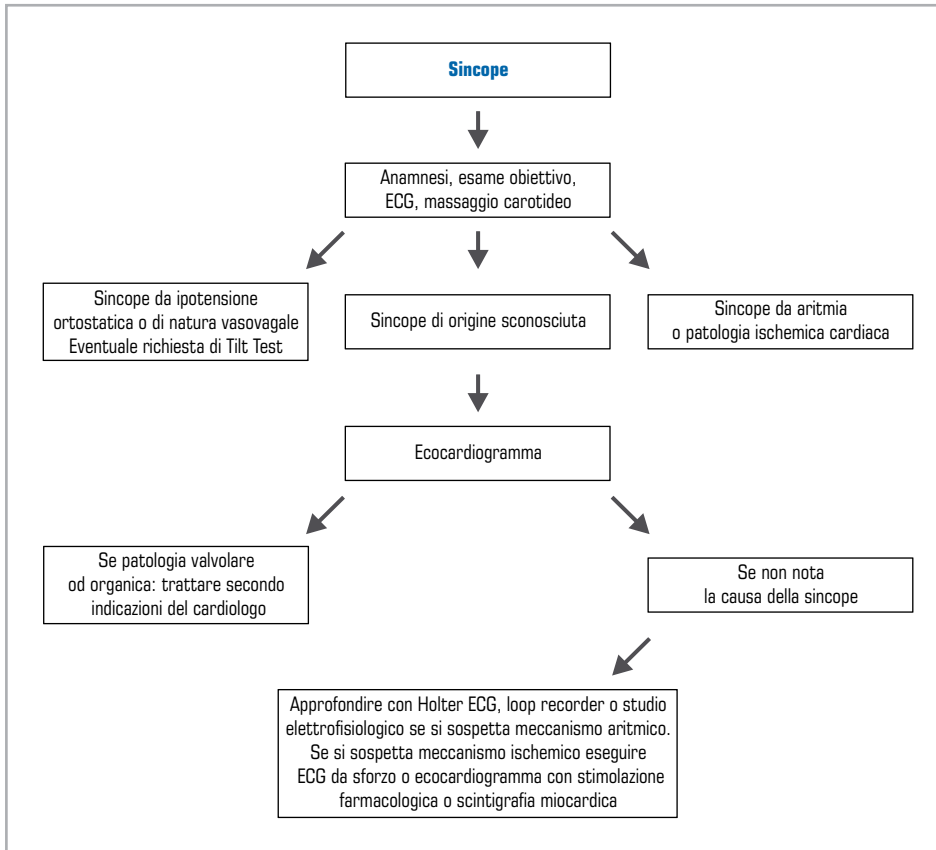 Sincope
Anamnesi, esame obiettivo,
ECG, massaggio carotideo
Sincope da ipotensione
ortostatica o di natura vasovagale
Eventuale richiesta di Tilt Test
Sincope di origine sconosciuta
Sincope da aritmia
o patologia ischemica cardiaca
Ecocardiogramma
Se patologia valvolare
od organica: trattare secondo
indicazioni del cardiologo
Se non nota
la causa della sincope
Approfondire con Holter ECG, loop recorder o studio
elettrofisiologico se si sospetta meccanismo aritmico.
Se si sospetta meccanismo ischemico eseguire
ECG da sforzo o ecocardiogramma con stimolazione
farmacologica o scintigrafia miocardica